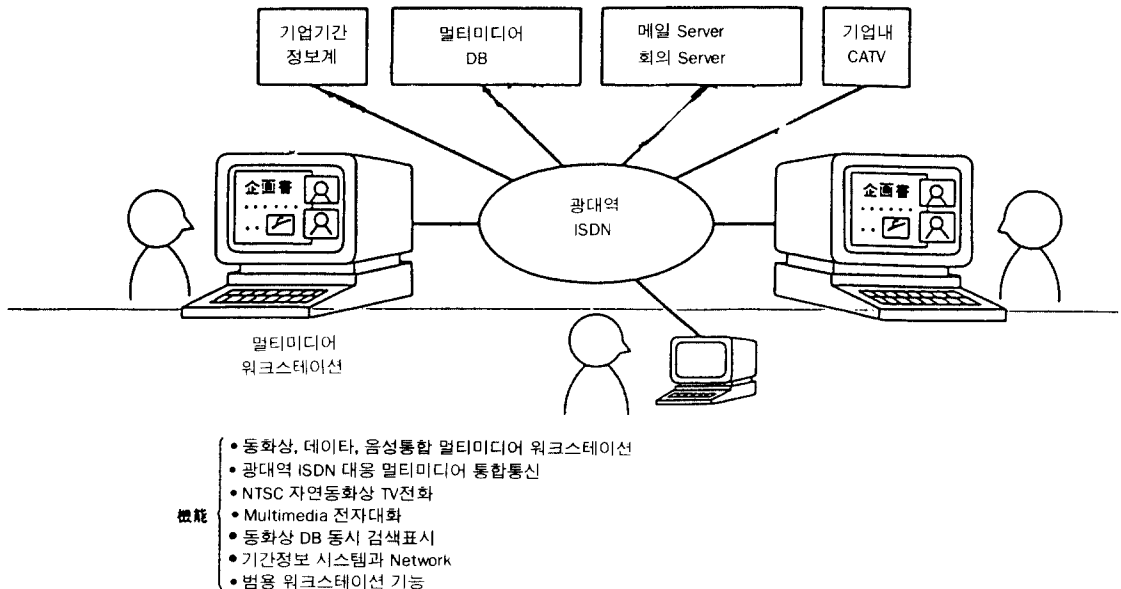 기업기간
정보계
멀티미디어
DB
메일 Server
회의 Server
기업내
CATV
企画書
企画書
광대역
ISDN
멀티미디어
워크스테이션
機能
• 동화상, 데이타, 음성통합 멀티미디어 워크스테이션
• 광대역 ISDN 대응 멀티미디어 통합통신
• NTSC 자연동화상 TV전화
• Multimedia 전자대화
• 동화상 DB 동시 검색표시
• 기간정보 시스템과 Network
• 범용 워크스테이션 기능